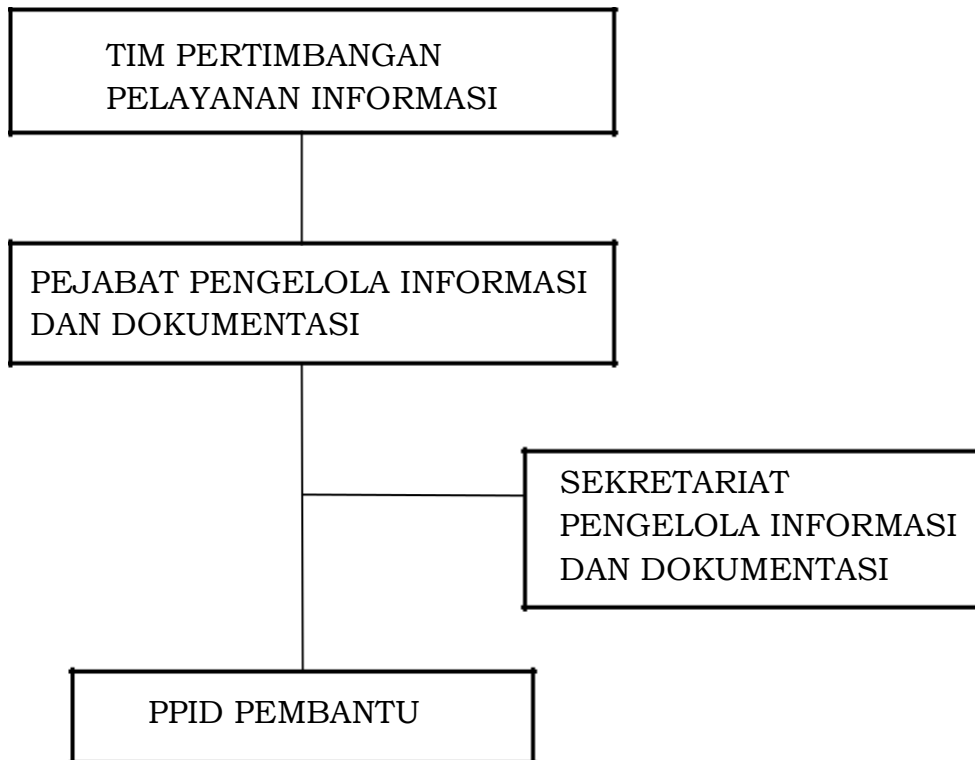 TIM PERTIMBANGAN
PELAYANAN INFORMASI
PEJABAT PENGELOLA INFORMASI
DAN DOKUMENTASI
SEKRETARIAT
PENGELOLA INFORMASI
DAN DOKUMENTASI
PPID PEMBANTU